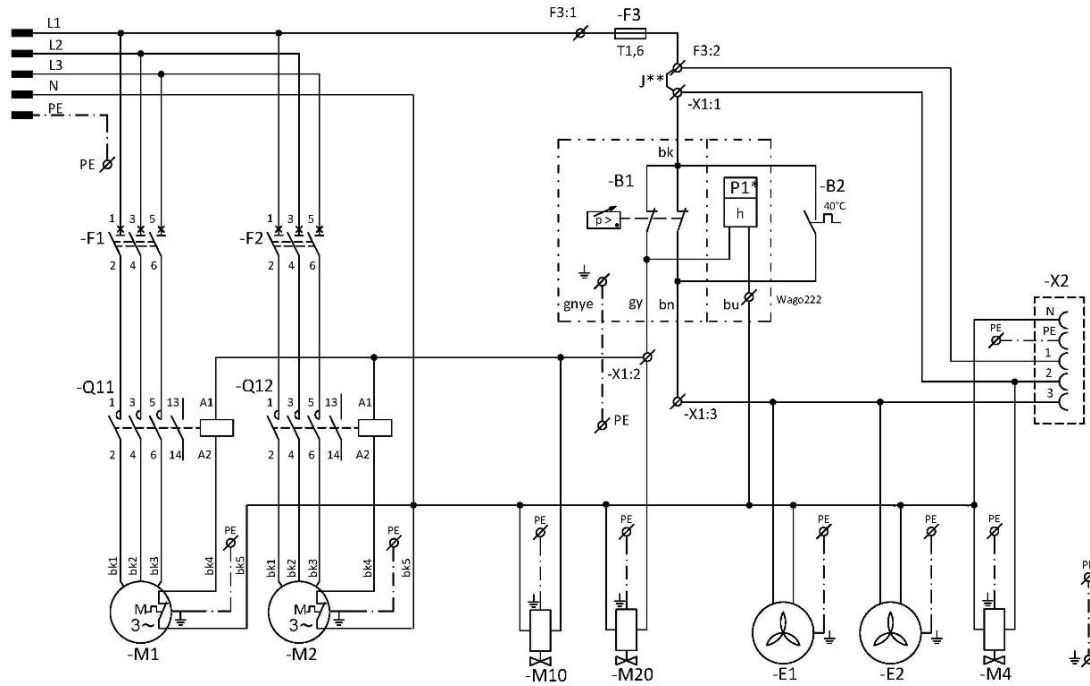 L1
L2
L3
N
PE
PE
F3:1
-F3
T1,6
F3:2
J**
-X1:1
bk
-B1
p>
P1*
h
-B2
40°C
gnye
gy
bn
bu
Wago222
-X1:2
PE
-X1:3
-X2
N
PE
PE
1
2
3
1 3 5
-F1
2 4 6
1 3 5
-F2
2 4 6
-Q11
1 3 5 13 A1
2 4 6 14 A2
-Q12
1 3 5 13 A1
2 4 6 14 A2
bk1 bk2 bk3 bk4 PE bk5
M
3~
-M1
bk1 bk2 bk3 bk4 PE bk5
M
3~
-M2
PE
-M10
PE
-M20
PE
-E1
PE
-E2
PE
-M4
PE